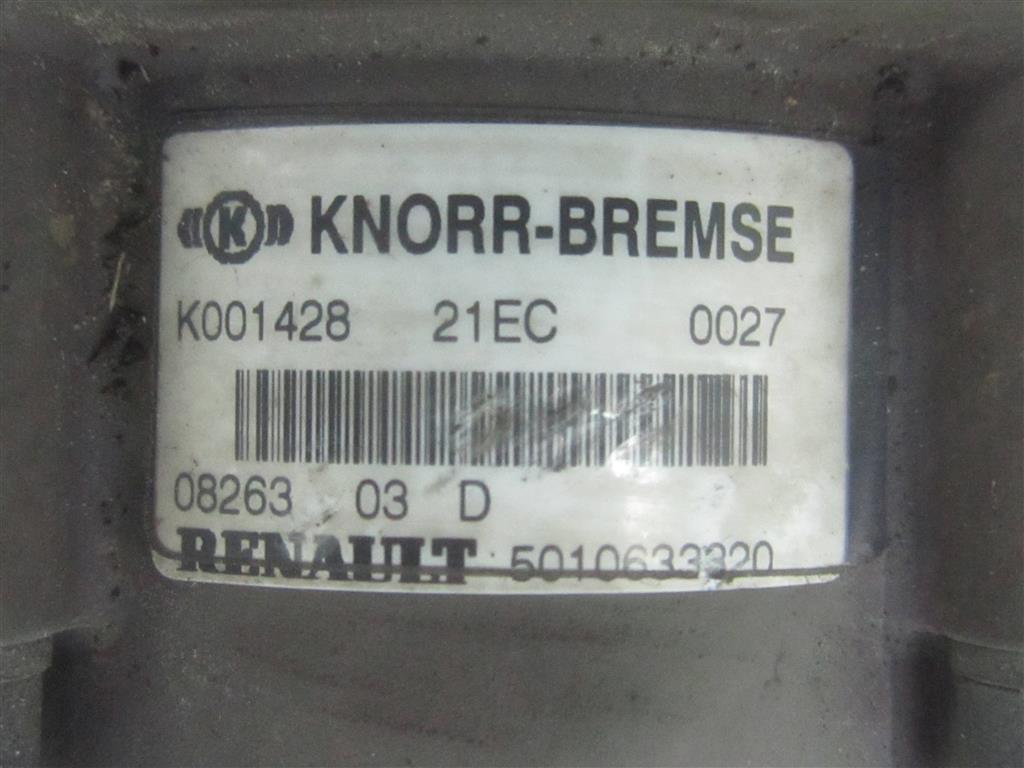 K KNORR-BREMSE
K001428 21EC 0027
08263 03 D
RENAULT 5010633320